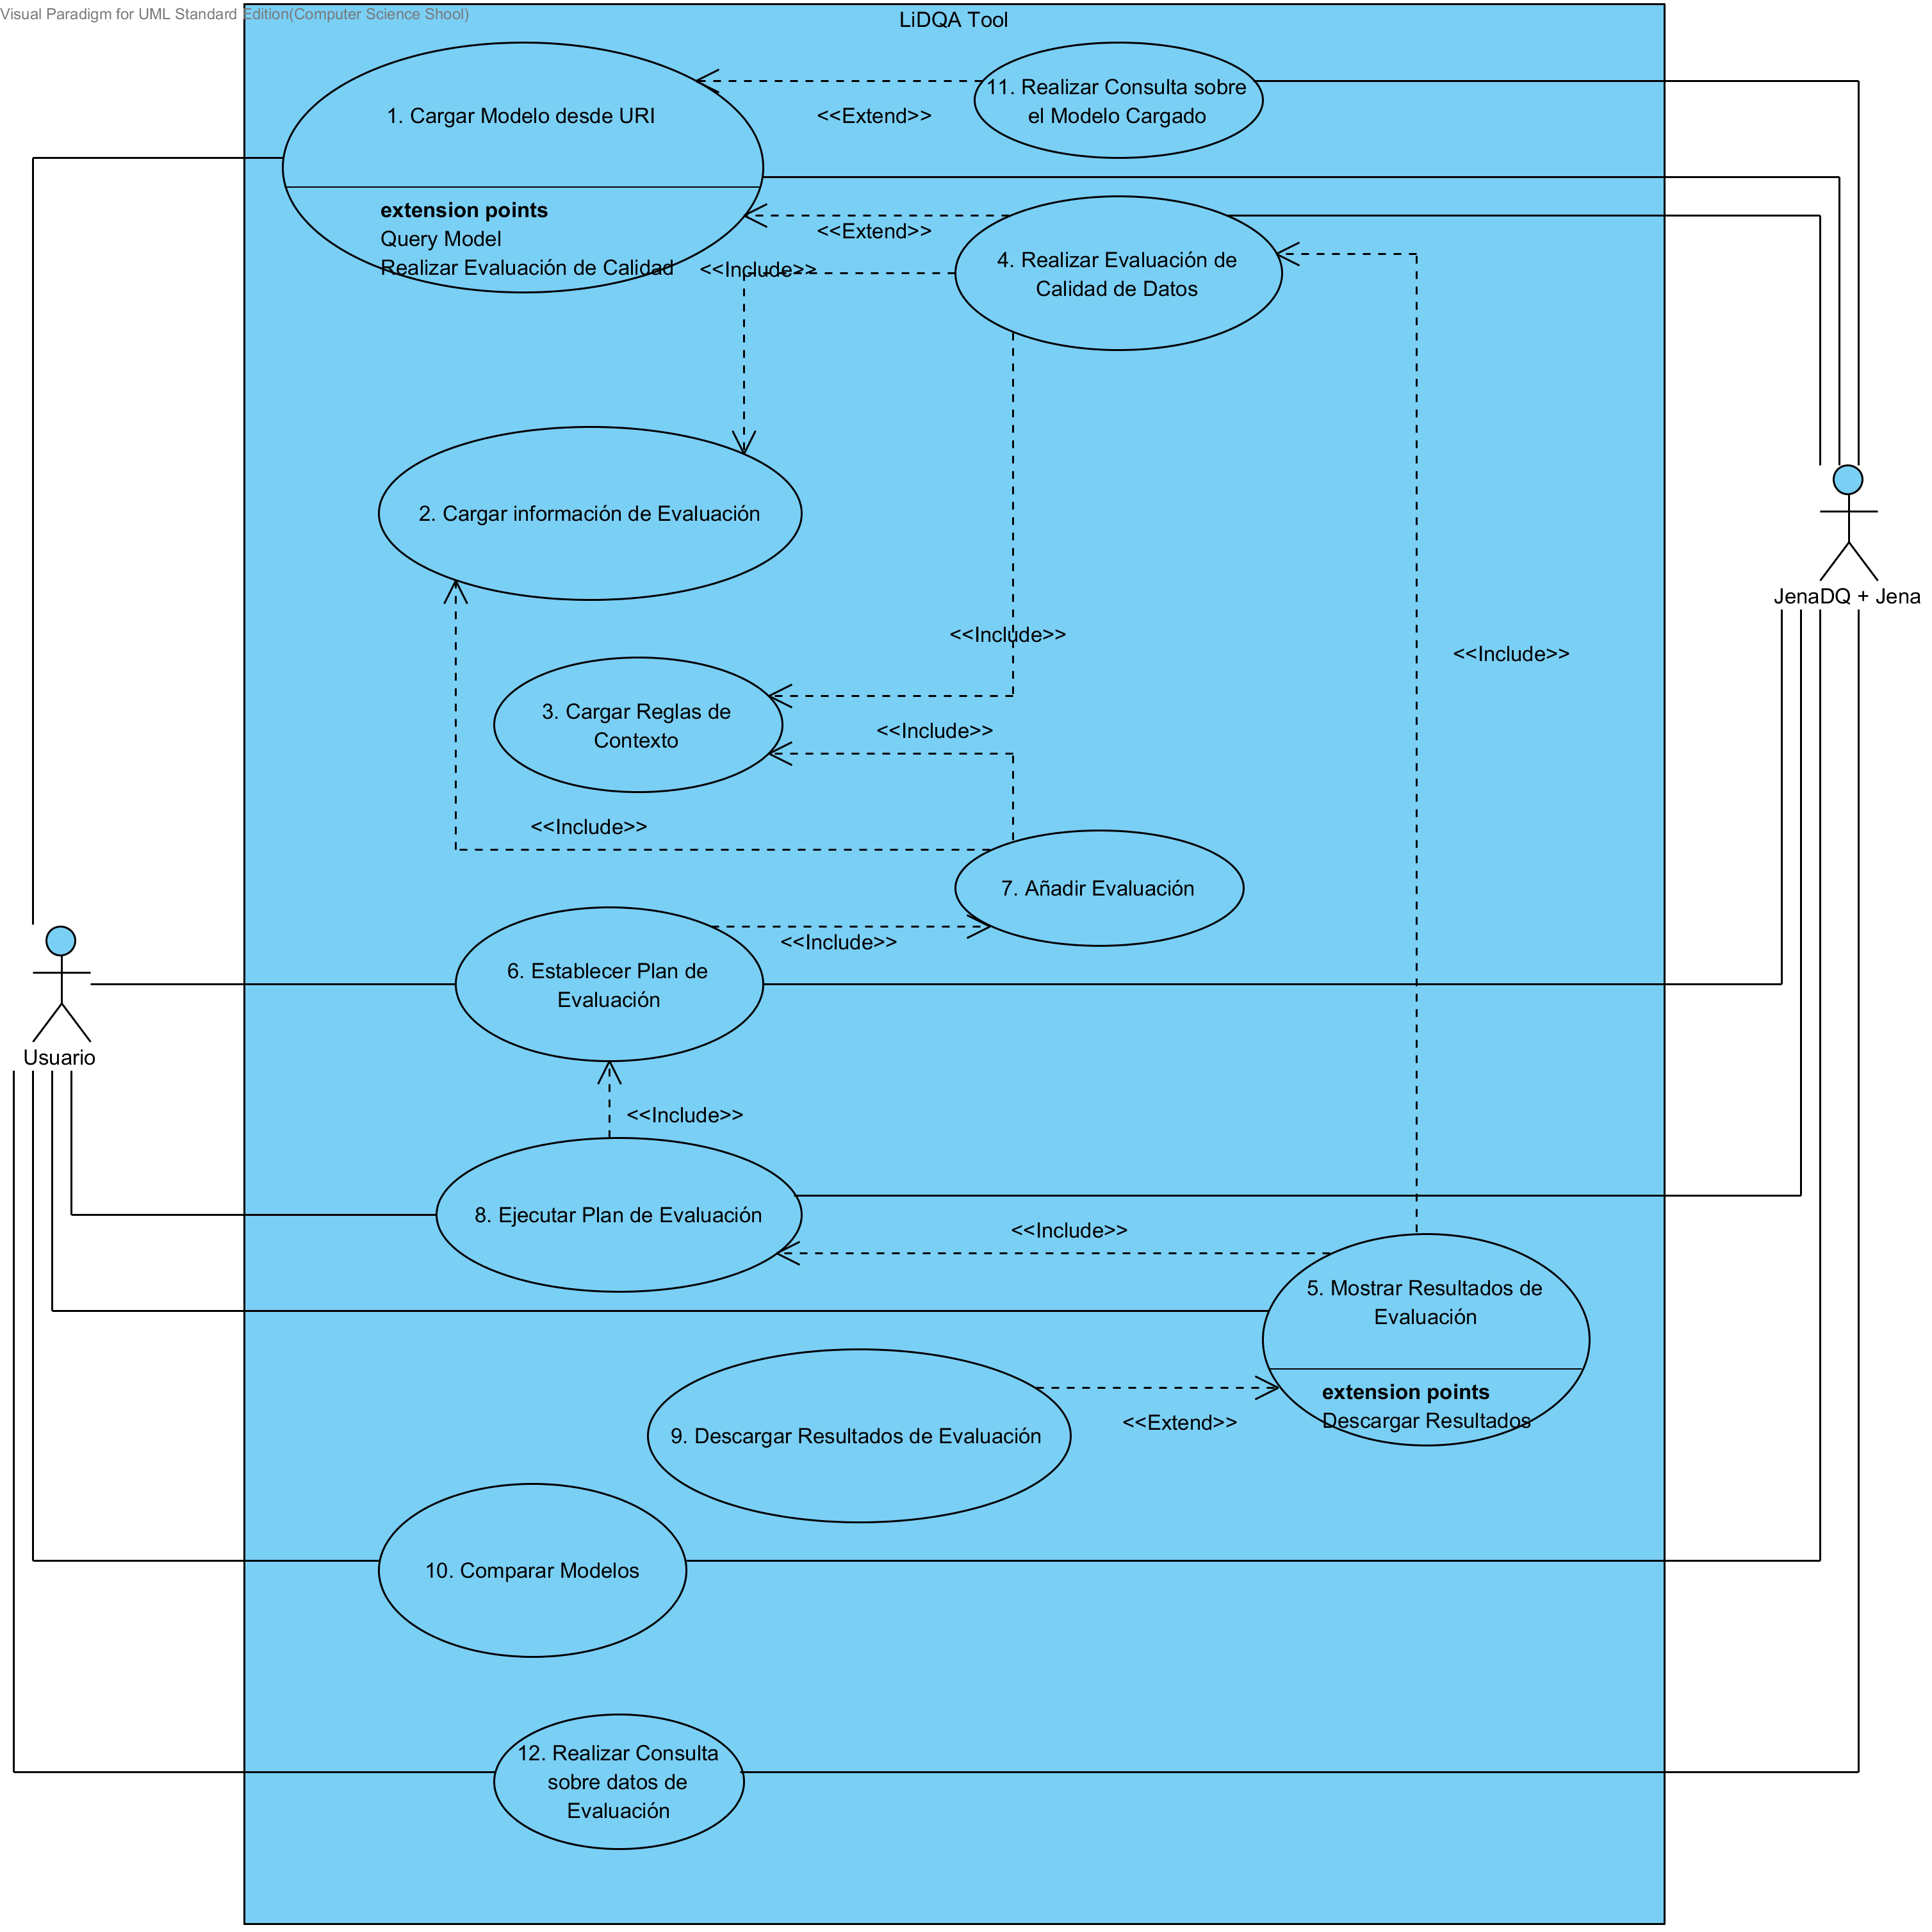 Visual Paradigm for UML Standard Edition(Computer Science Shool)
LiDQA Tool
11. Realizar Consulta sobre
el Modelo Cargado
1. Cargar Modelo desde URI
<<Extend>>
extension points
Query Model
Realizar Evaluación de Calidad
<<Extend>>
<<Include>>
4. Realizar Evaluación de
Calidad de Datos
2. Cargar información de Evaluación
JenaDQ + Jena
<<Include>>
<<Include>>
3. Cargar Reglas de
Contexto
<<Include>>
<<Include>>
7. Añadir Evaluación
<<Include>>
6. Establecer Plan de
Evaluación
Usuario
<<Include>>
8. Ejecutar Plan de Evaluación
<<Include>>
5. Mostrar Resultados de
Evaluación
extension points
Descargar Resultados
<<Extend>>
9. Descargar Resultados de Evaluación
10. Comparar Modelos
12. Realizar Consulta
sobre datos de
Evaluación